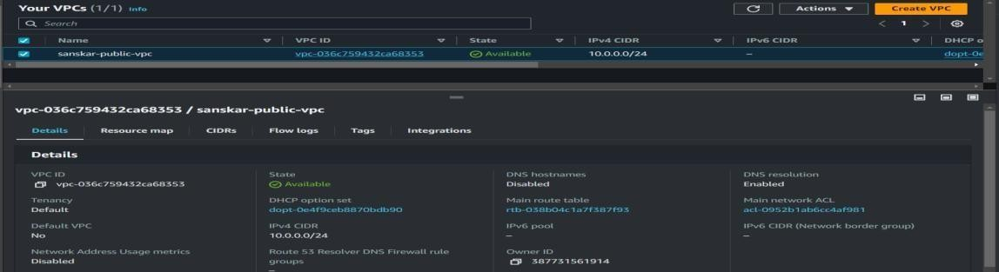 Your VPCs (1/1) Info
Actions
Create VPC
Search
< 1 >
Name VPC ID State IPv4 CIDR IPv6 CIDR DHCP o
sanskar-public-vpc vpc-036c759432ca68353 Available 10.0.0.0/24 – dopt-0e
vpc-036c759432ca68353 / sanskar-public-vpc
Details Resource map CIDRs Flow logs Tags Integrations
Details
VPC ID State DNS hostnames DNS resolution
vpc-036c759432ca68353 Available Disabled Enabled
Tenancy DHCP option set Main route table Main network ACL
Default dopt-0e4f9ceb8870bdb90 rtb-038b04c1a7f387f93 acl-0952b1ab6cc4af981
Default VPC IPv4 CIDR IPv6 pool IPv6 CIDR (Network border group)
No 10.0.0.0/24 – –
Network Address Usage metrics Route 53 Resolver DNS Firewall rule Owner ID
Disabled groups 387731561914
–